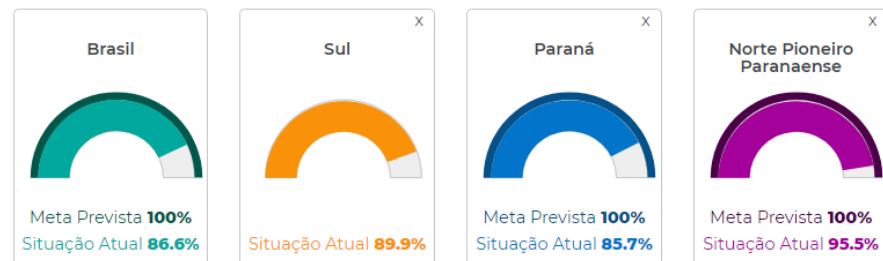 Brasil
Meta Prevista 100%
Situação Atual 86.6%
X
Sul
Situação Atual 89.9%
X
Paraná
Meta Prevista 100%
Situação Atual 85.7%
X
Norte Pioneiro
Paranaense
Meta Prevista 100%
Situação Atual 95.5%